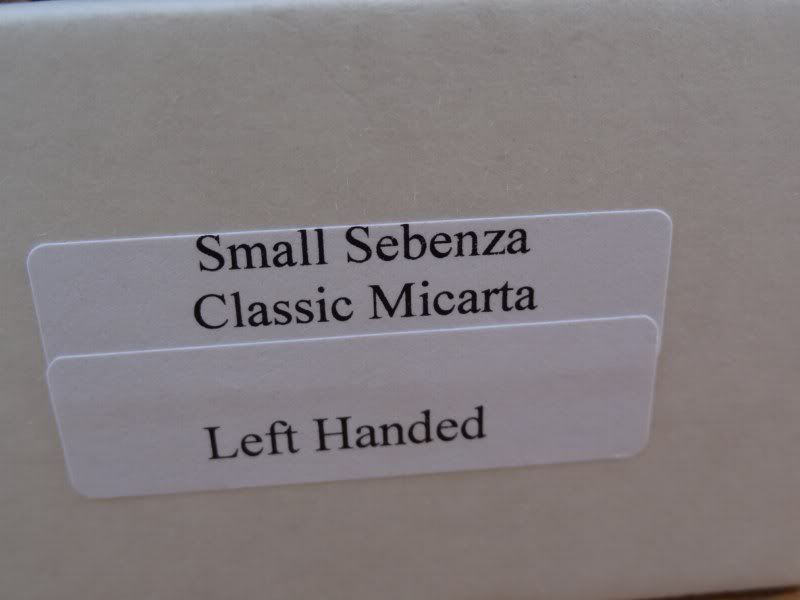 Small Sebenza
Classic Micarta
Left Handed